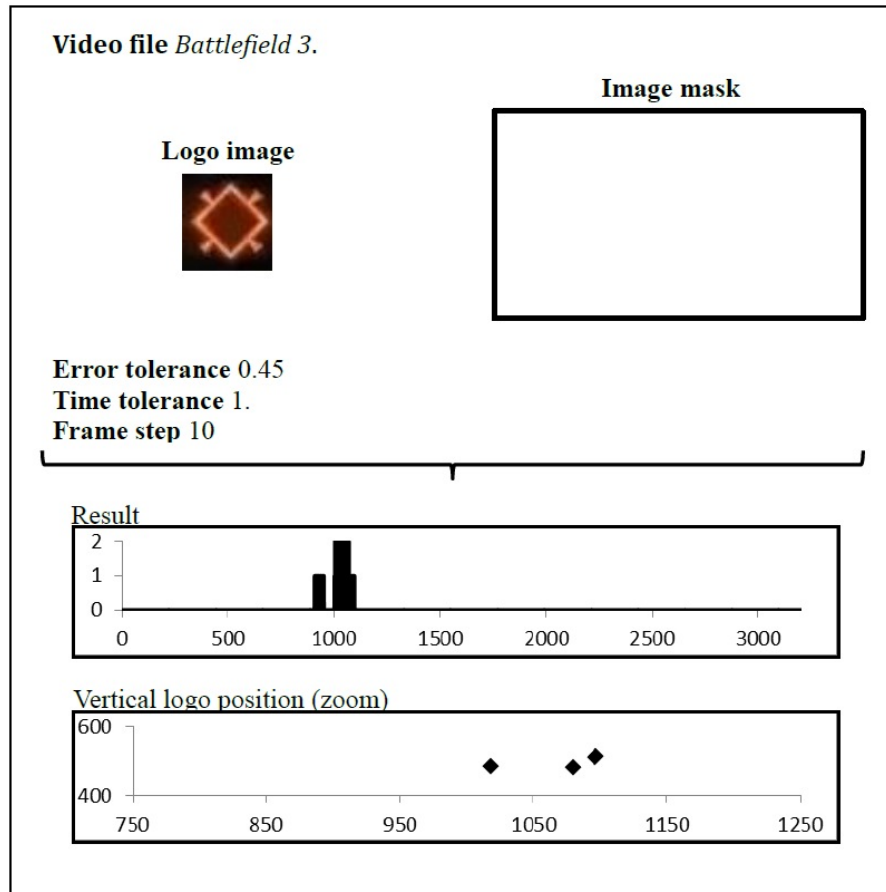 Video file Battlefield 3.
Image mask
Logo image
Error tolerance 0.45
Time tolerance 1.
Frame step 10
Result
2
1
0
0 500 1000 1500 2000 2500 3000
Vertical logo position (zoom)
600
400
750 850 950 1050 1150 1250